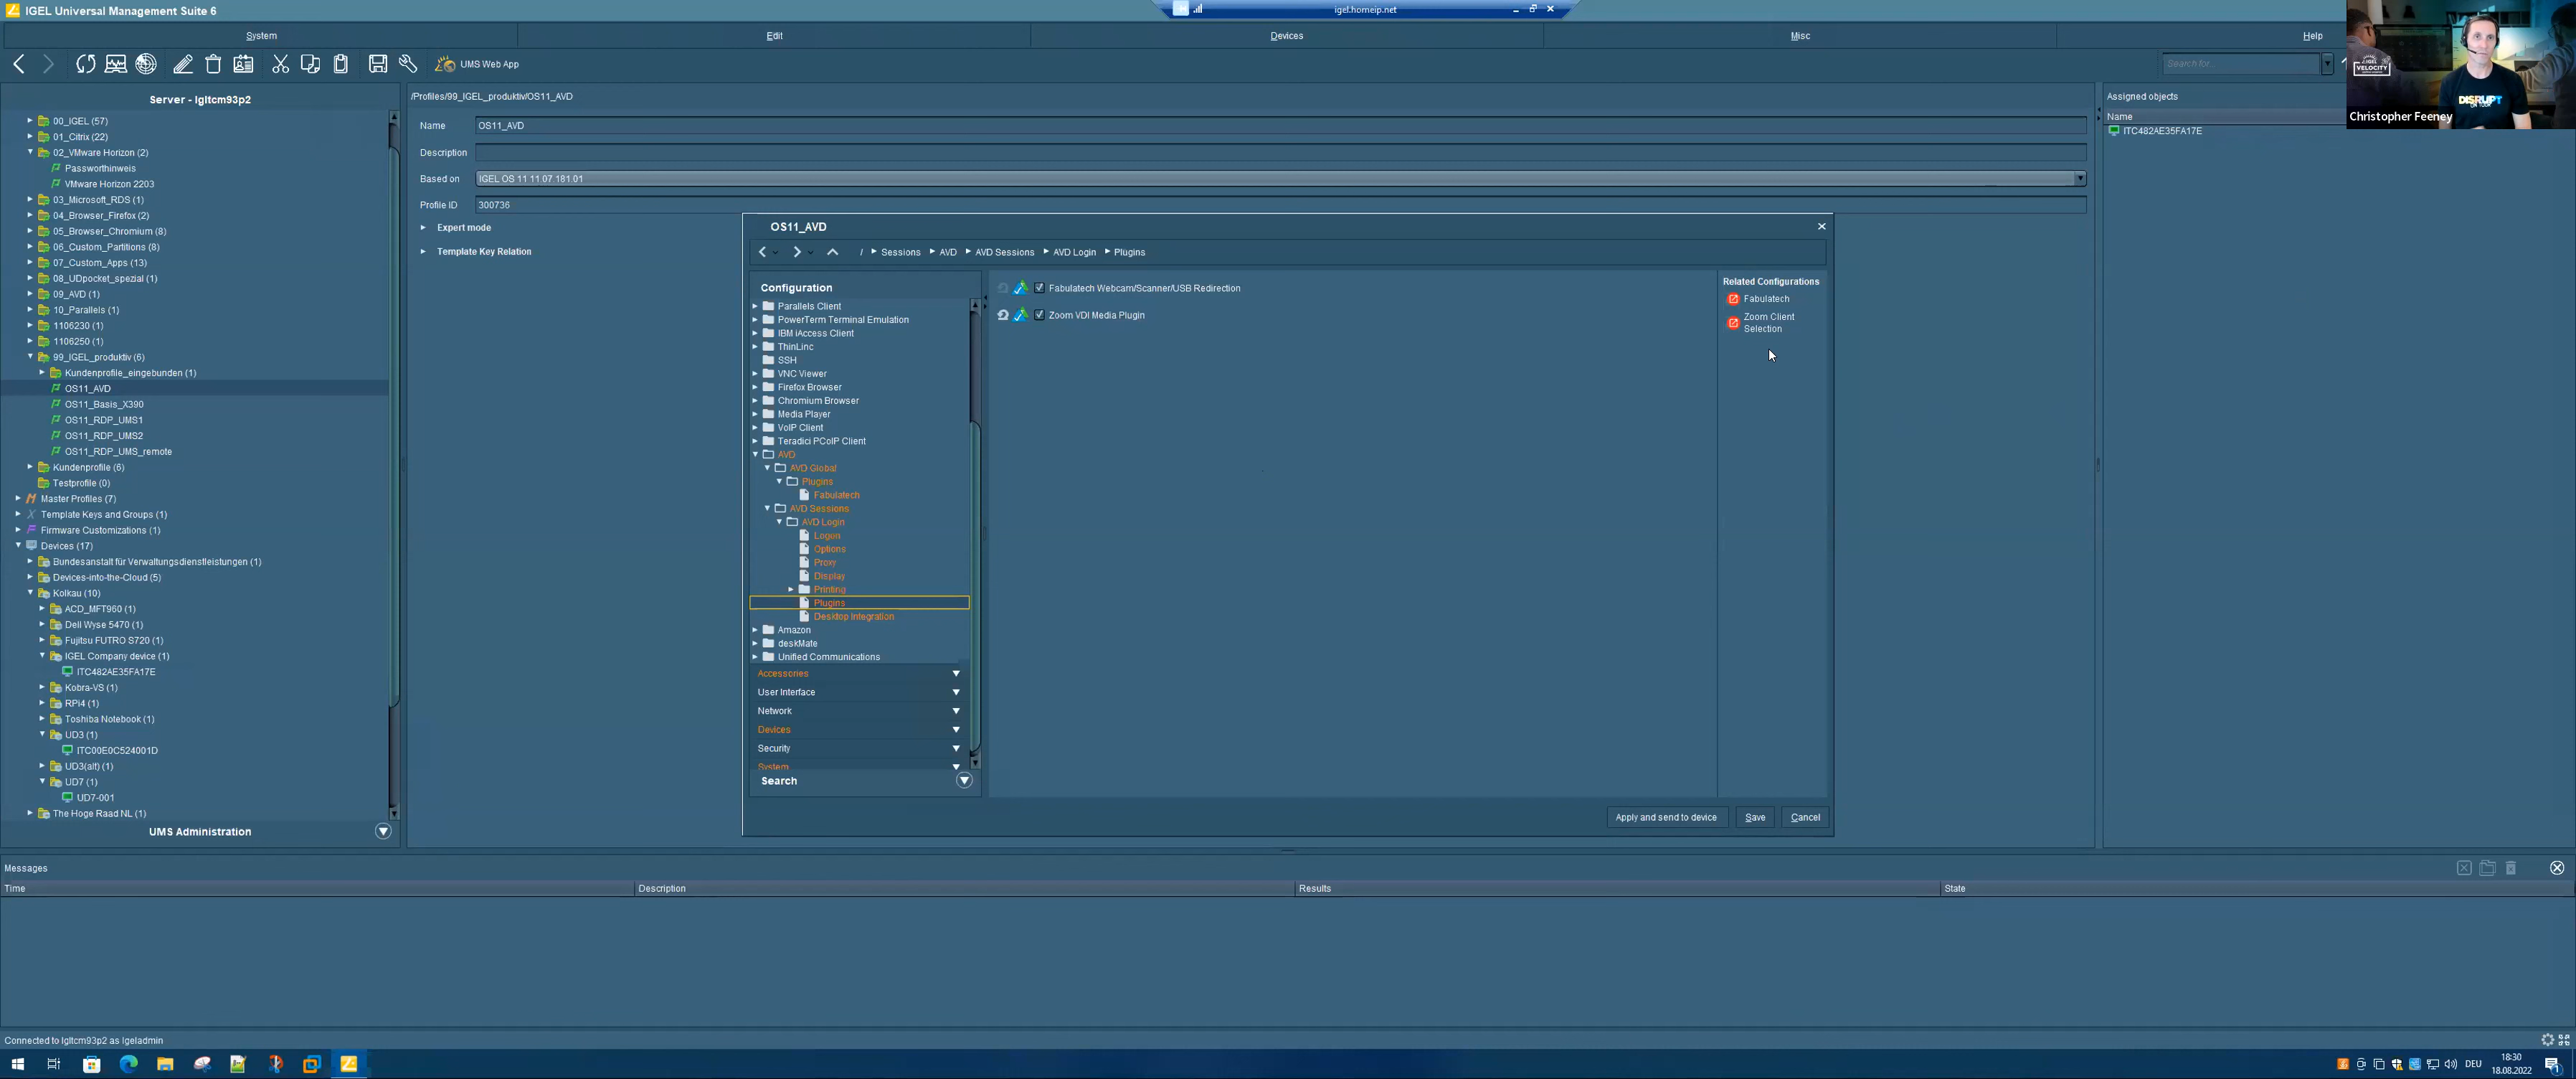 IGEL Universal Management Suite 6
igel.homeip.net
System
Edit
Devices
Misc
Help
UMS Web App
Search for...
IGEL
VELOCITY
DISRUPT
ON TOUR
Christopher Feeney
Server - Igltcm93p2
00_IGEL (57)
01_Citrix (22)
02_VMware Horizon (2)
Passworthinweis
VMware Horizon 2203
03_Microsoft_RDS (1)
04_Browser_Firefox (2)
05_Browser_Chromium (8)
06_Custom_Partitions (8)
07_Custom_Apps (13)
08_UDpocket_spezial (1)
09_AVD (1)
10_Parallels (1)
1106230 (1)
1106250 (1)
99_IGEL_produktiv (6)
Kundenprofile_eingebunden (1)
OS11_AVD
OS11_Basis_X390
OS11_RDP_UMS1
OS11_RDP_UMS2
OS11_RDP_UMS_remote
Kundenprofile (6)
Testprofile (0)
Master Profiles (7)
Template Keys and Groups (1)
Firmware Customizations (1)
Devices (17)
Bundesanstalt für Verwaltungsdienstleistungen (1)
Devices-into-the-Cloud (5)
Kolkau (10)
ACD_MFT960 (1)
Dell Wyse 5470 (1)
Fujitsu FUTRO S720 (1)
IGEL Company device (1)
ITC482AE35FA17E
Kobra-VS (1)
RPi4 (1)
Toshiba Notebook (1)
UD3 (1)
ITC00E0C524001D
UD3(alt) (1)
UD7 (1)
UD7-001
The Hoge Raad NL (1)
UMS Administration
/Profiles/99_IGEL_produktiv/OS11_AVD
Name OS11_AVD
Description
Based on IGEL OS 11 11.07.181.01
Profile ID 300736
Expert mode
Template Key Relation
Assigned objects
Name
ITC482AE35FA17E
OS11_AVD
/ Sessions AVD AVD Sessions AVD Login Plugins
Configuration
Parallels Client
PowerTerm Terminal Emulation
IBM iAccess Client
ThinLinc
SSH
VNC Viewer
Firefox Browser
Chromium Browser
Media Player
VoIP Client
Teradici PCoIP Client
AVD
AVD Global
Plugins
Fabulatech
AVD Sessions
AVD Login
Logon
Options
Proxy
Display
Printing
Plugins
Desktop Integration
Amazon
deskMate
Unified Communications
Accessories
User Interface
Network
Devices
Security
System
Search
Fabulatech Webcam/Scanner/USB Redirection
Zoom VDI Media Plugin
Related Configurations
Fabulatech
Zoom Client
Selection
Apply and send to device
Save
Cancel
Messages
Time
Description
Results
State
Connected to Igltcm93p2 as Igeladmin
DEU
18:30
18.08.2022